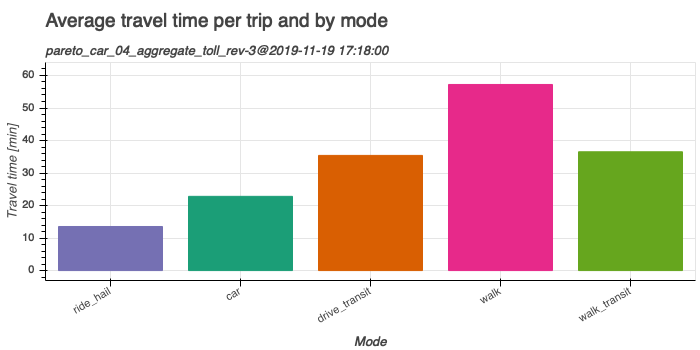 Average travel time per trip and by mode
pareto_car_04_aggregate_toll_rev-3@2019-11-19 17:18:00
60
50
40
30
20
10
0
Travel time [min]
ride_hail
car
drive_transit
walk
walk_transit
Mode